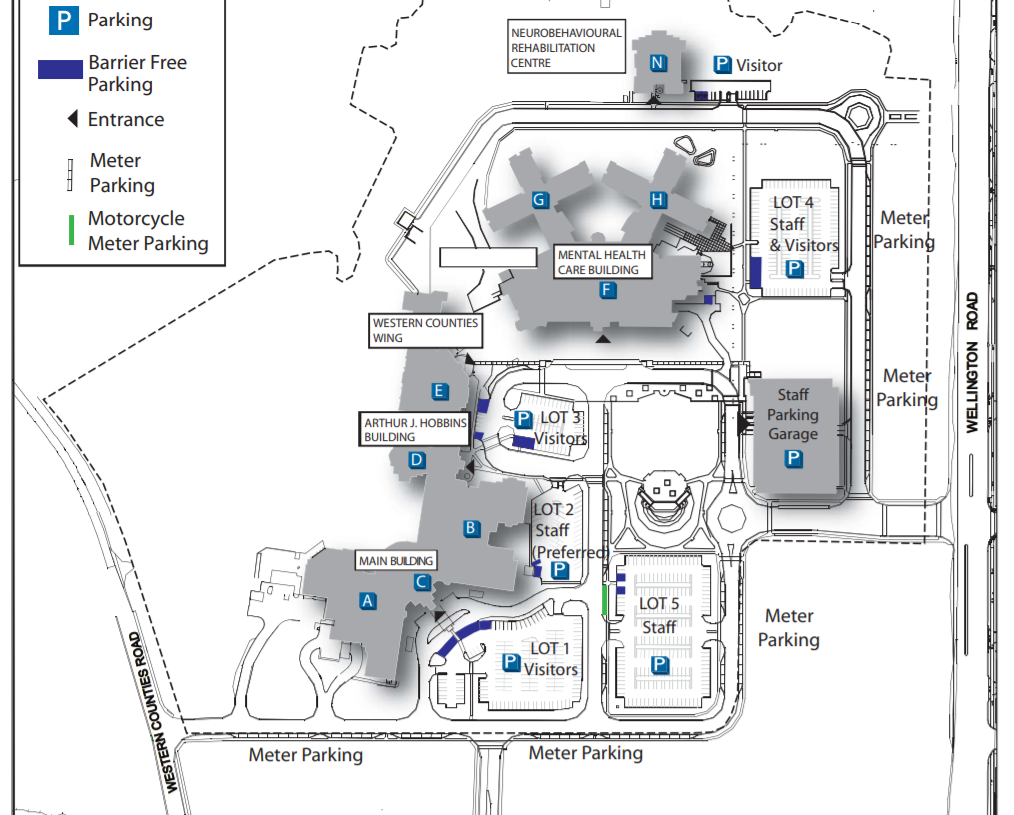 P Parking
Barrier Free
Parking
Entrance
Meter
Parking
Motorcycle
Meter Parking
NEUROBEHAVIOURAL
REHABILITATION
CENTRE
N
P Visitor
G
H
LOT 4
Staff
& Visitors
P
Meter
Parking
MENTAL HEALTH
CARE BUILDING
F
WESTERN COUNTIES
WING
E
ARTHUR J. HOBBINS
BUILDING
D
P LOT 3
Visitors
Staff
Parking
Garage
P
Meter
Parking
WELLINGTON ROAD
B
LOT 2
Staff
(Preferred)
P
MAIN BUILDING
C
A
LOT 1
P Visitors
LOT 5
Staff
P
Meter
Parking
WESTERN COUNTIES ROAD
Meter Parking
Meter Parking